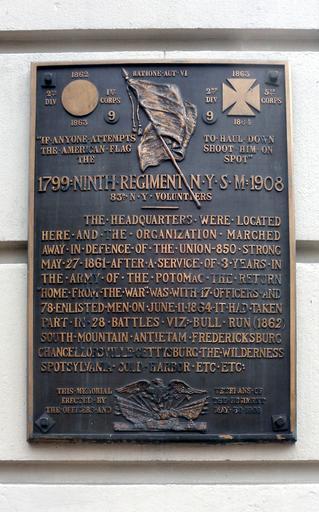 1862 RATIONE AUT VI 1863
2ND DIV 1ST CORPS 2ND DIV 5TH CORPS
9 9
1863 1864
"IF ANYONE ATTEMPTS TO HAUL DOWN
THE AMERICAN FLAG SHOOT HIM ON
THE SPOT"
1799·NINTH REGIMENT N·Y·S·M·1908
83RD N·Y VOLUNTEERS
THE HEADQUARTERS WERE LOCATED
HERE AND THE ORGANIZATION MARCHED
AWAY IN DEFENCE OF THE UNION·850 STRONG
MAY·27·1861·AFTER A SERVICE OF 3 YEARS IN
THE ARMY OF THE POTOMAC THE RETURN
"HOME FROM THE WAR" WAS WITH 17 OFFICERS AND
78 ENLISTED MEN ON JUNE 11·1864·IT HAD TAKEN
PART IN 28 BATTLES VIZ: BULL RUN (1862)
SOUTH MOUNTAIN ANTIETAM FREDERICKSBURG
CHANCELLORSVILLE GETTYSBURG THE WILDERNESS
SPOTSYLVANIA COLD HARBOR ETC ETC
THIS MEMORIAL VETERANS OF
ERECTED BY THE REGIMENT
THE OFFICERS AND MAY 30 1908